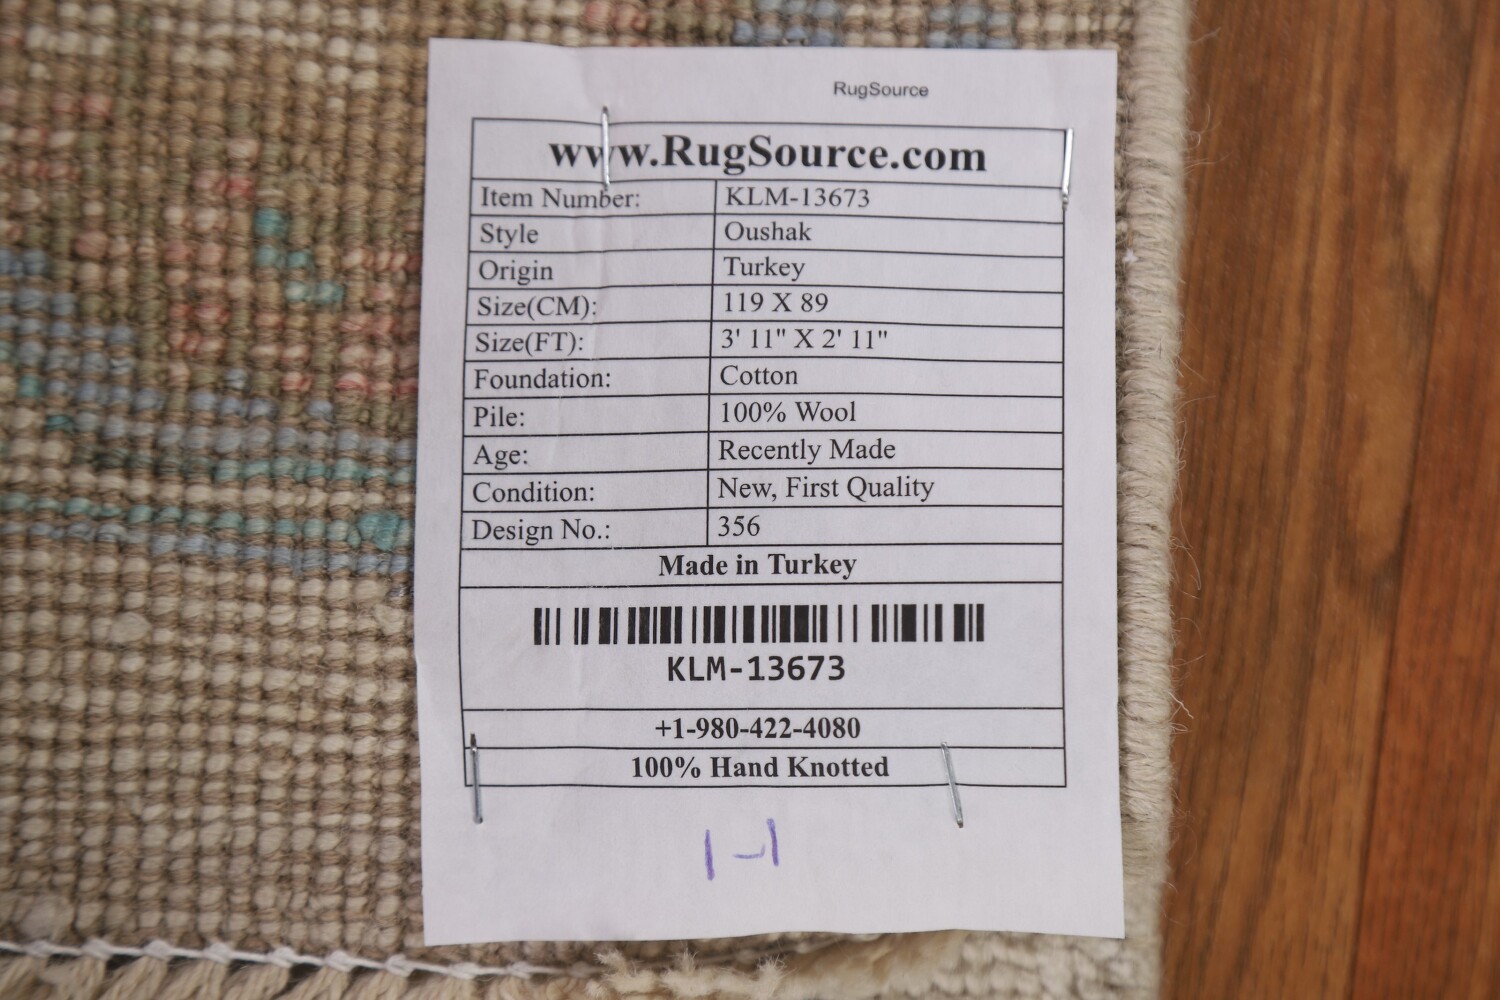 RugSource
www.RugSource.com
Item Number: KLM-13673
Style Oushak
Origin Turkey
Size(CM): 119 X 89
Size(FT): 3' 11" X 2' 11"
Foundation: Cotton
Pile: 100% Wool
Age: Recently Made
Condition: New, First Quality
Design No.: 356
Made in Turkey
KLM-13673
+1-980-422-4080
100% Hand Knotted
1-1